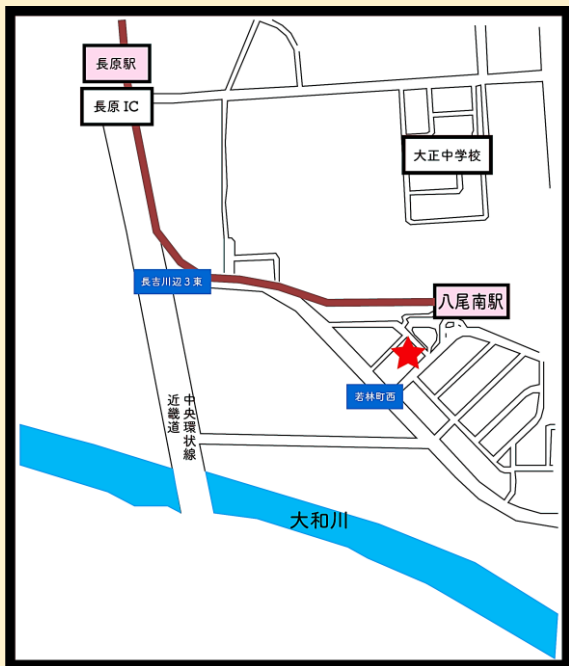 長原駅
長原 IC
大正中学校
長吉川辺３東
八尾南駅
若林町西
中央環状線
近畿道
大和川